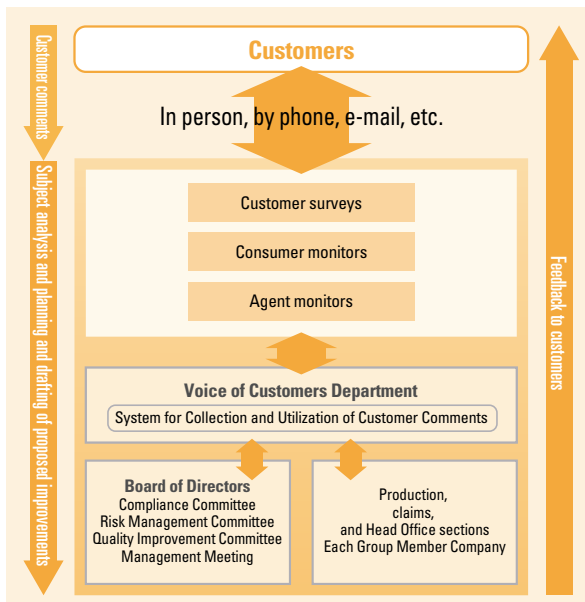 Customers
Customer comments
In person, by phone, e-mail, etc.
Subject analysis and planning and drafting of proposed improvements
Customer surveys
Consumer monitors
Agent monitors
Feedback to customers
Voice of Customers Department
System for Collection and Utilization of Customer Comments
Board of Directors
Compliance Committee
Risk Management Committee
Quality Improvement Committee
Management Meeting
Production,
claims,
and Head Office sections
Each Group Member Company